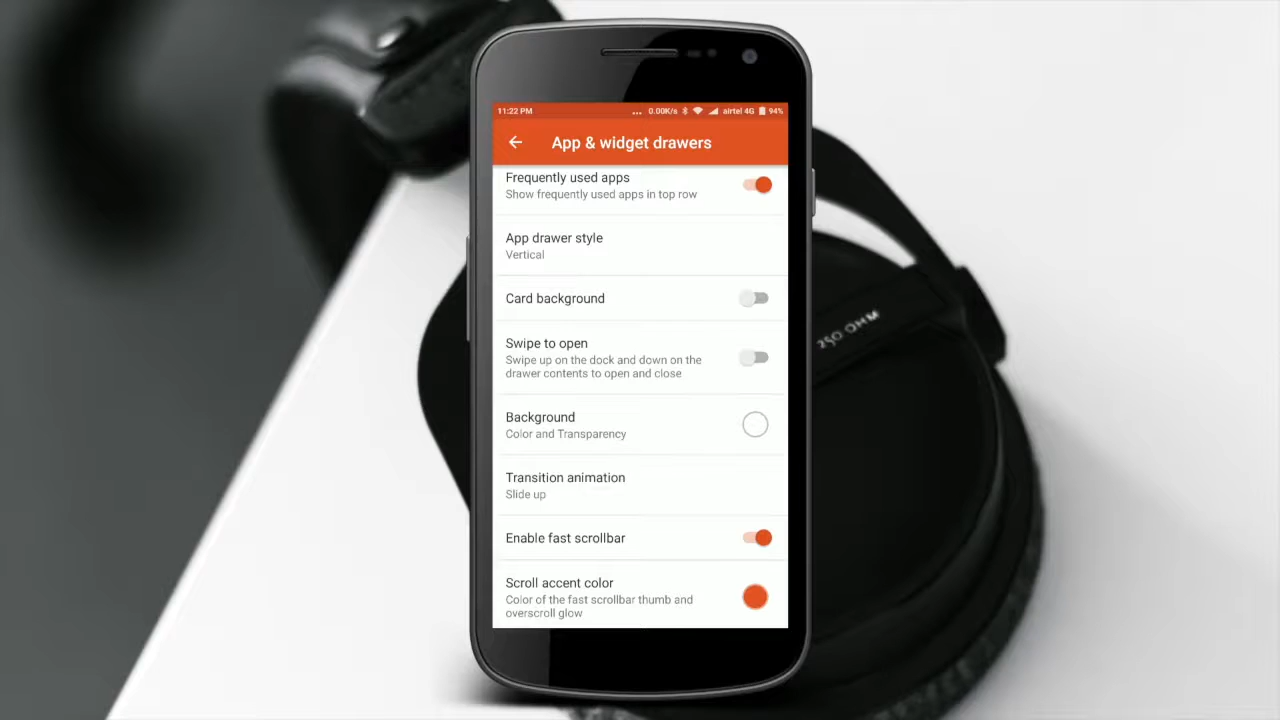 11:22 PM ... 0.00K/s airtel 4G 94%
App & widget drawers
Frequently used apps
Show frequently used apps in top row
App drawer style
Vertical
Card background
Swipe to open
Swipe up on the dock and down on the
drawer contents to open and close
Background
Color and Transparency
Transition animation
Slide up
Enable fast scrollbar
Scroll accent color
Color of the fast scrollbar thumb and
overscroll glow
250 OHM